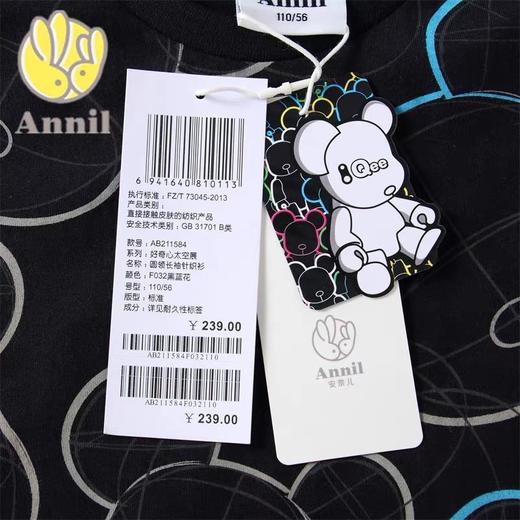 Annil
Annil
110/56
6 941640 810113
执行标准：FZ/T 73045-2013
产品类别：
直接接触皮肤的纺织产品
安全技术类别：GB 31701 B类
款号：AB211584
系列：好奇心太空展
品名：圆领长袖针织衫
颜色：F032黑蓝花
号型：110/56
版型：标准
成分：详见耐久性标签
￥ 239.00
AB211584F032110
AB211584F032110
￥ 239.00
Qee
Annil
安奈儿